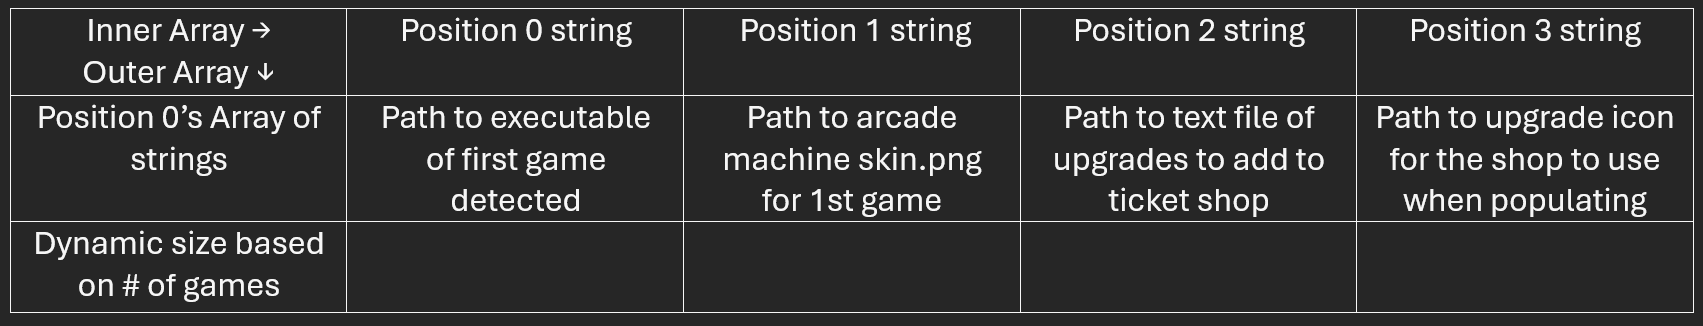 Inner Array →
Outer Array ↓
Position 0 string
Position 1 string
Position 2 string
Position 3 string
Position 0’s Array of
strings
Path to executable
of first game
detected
Path to arcade
machine skin.png
for 1st game
Path to text file of
upgrades to add to
ticket shop
Path to upgrade icon
for the shop to use
when populating
Dynamic size based
on # of games